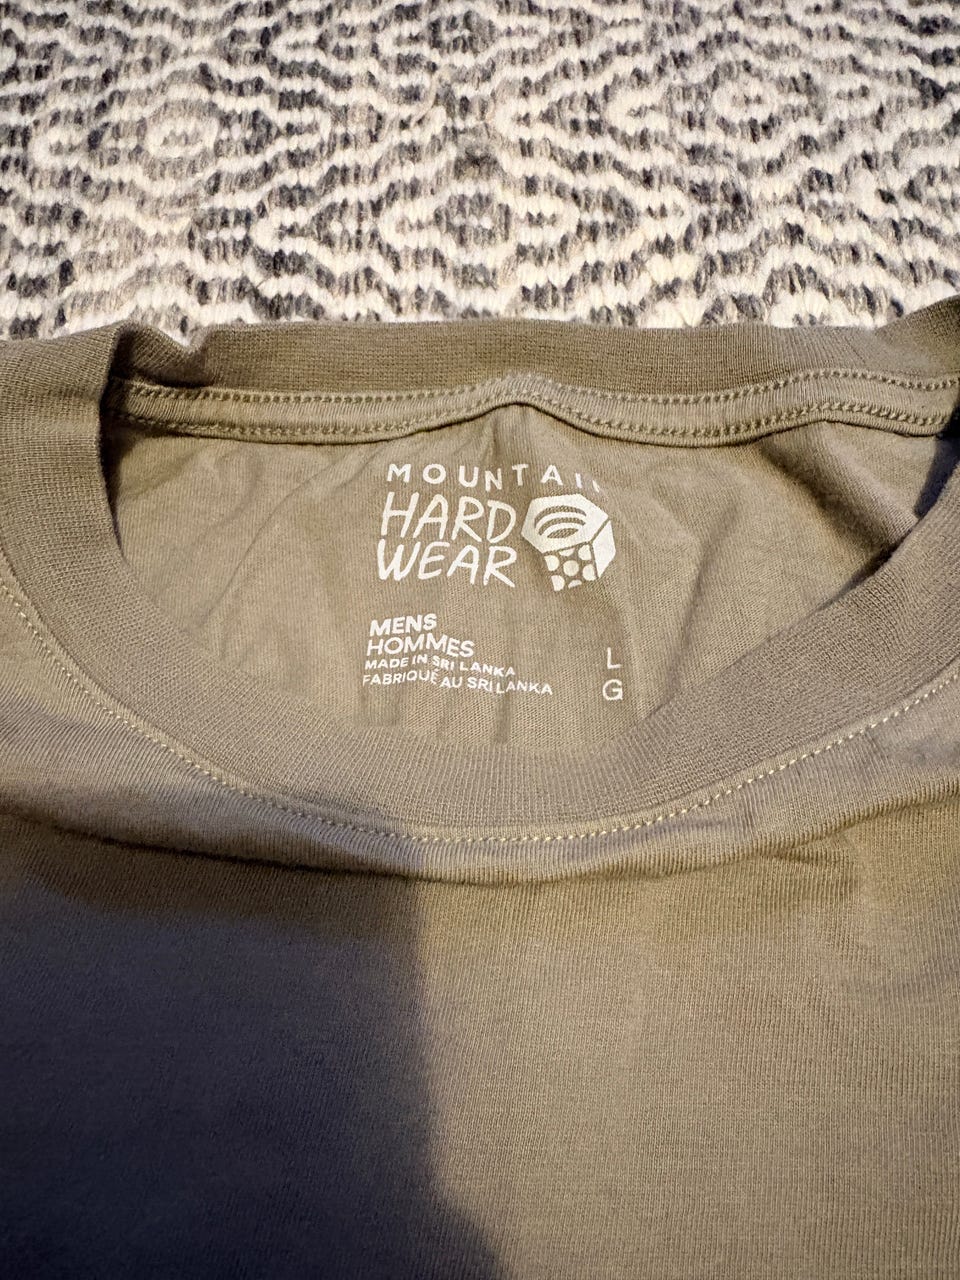 MOUNTAIN
HARD
WEAR
MENS
HOMMES
MADE IN SRI LANKA
FABRIQUÉ AU SRI LANKA
L
G